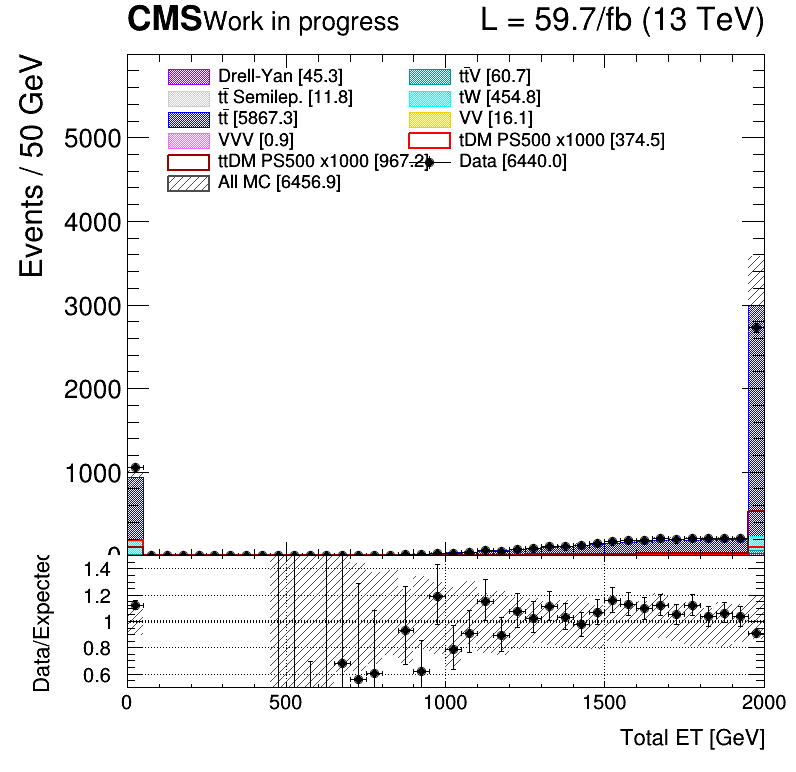 CMS Work in progress L = 59.7/fb (13 TeV)
Events / 50 GeV
Drell-Yan [45.3] tt̄V [60.7]
tt̄ Semilep. [11.8] tW [454.8]
tt̄ [5867.3] VV [16.1]
VVV [0.9] tDM PS500 x1000 [374.5]
ttDM PS500 x1000 [967.2] Data [6440.0]
All MC [6456.9]
5000
4000
3000
2000
1000
0
Data/Expected
1.4
1.2
1
0.8
0.6
0 500 1000 1500 2000
Total ET [GeV]